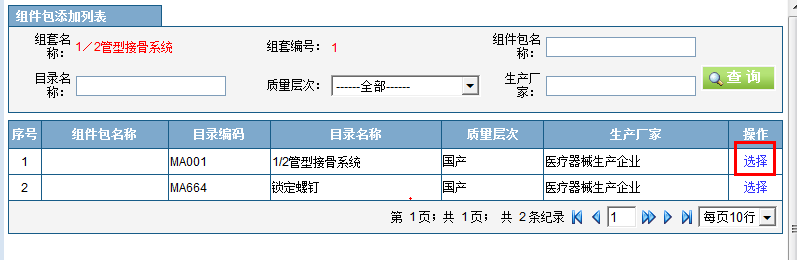 组件包添加列表
组套名称： 1／2管型接骨系统 组套编号： 1 组件包名称：
目录名称： 质量层次： ------全部------ 生产厂家： 查 询
序号 组件包名称 目录编码 目录名称 质量层次 生产厂家 操作
1 MA001 1/2管型接骨系统 国产 医疗器械生产企业 选择
2 MA664 锁定螺钉 国产 医疗器械生产企业 选择
第 1页；共 1页； 共 2条纪录 1 每页10行